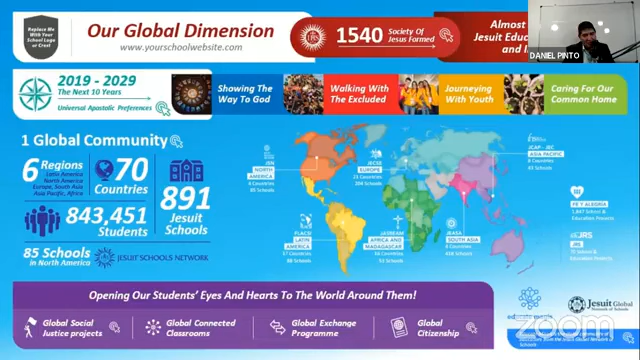 Replace Me
With Your
School Logo
or Crest
Our Global Dimension
www.yourschoolwebsite.com
1540 Society of
Jesus Formed
Almost
Jesuit Educ
and I
DANIEL PINTO
2019 - 2029
The Next 10 Years
Universal Apostolic Preferences
Showing The
Way To God
Walking With
The Excluded
Journeying
With Youth
Caring For Our
Common Home
1 Global Community
6 Regions
Latin America
North America
Europe, South Asia
Asia Pacific, Africa
70
Countries
891
Jesuit
Schools
843,451
Students
85 Schools
in North America
JESUIT SCHOOLS NETWORK
JSN
NORTH
AMERICA
JECSE
EUROPE
JCAP - JEC
ASIA PACIFIC
FLACSI
LATIN
AMERICA
AFRICA AND
MADAGASCAR
JEASA
SOUTH ASIA
FE Y ALEGRIA
JRS
Opening Our Students' Eyes And Hearts To The World Around Them!
Global Social
Justice projects
Global Connected
Classrooms
Global Exchange
Programme
Global
Citizenship
Jesuit Global
Network of Schools
zoom